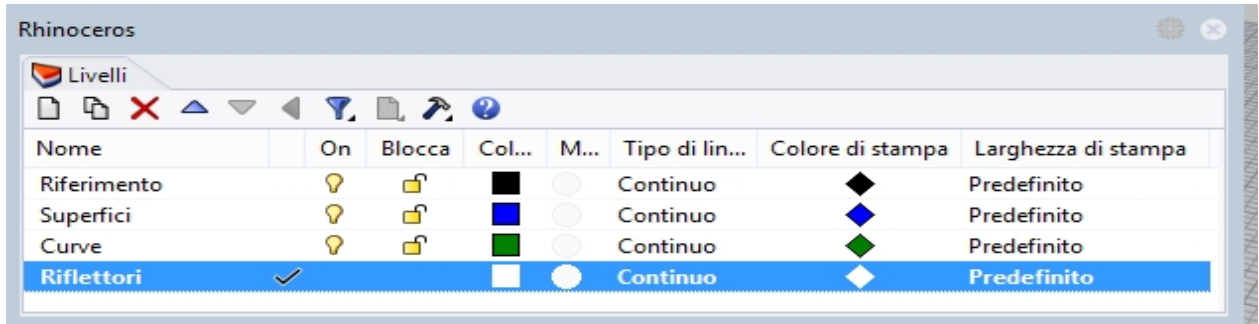 Rhinoceros
Livelli
Nome On Blocca Col... M... Tipo di lin... Colore di stampa Larghezza di stampa
Riferimento Continuo Predefinito
Superfici Continuo Predefinito
Curve Continuo Predefinito
Riflettori Continuo Predefinito